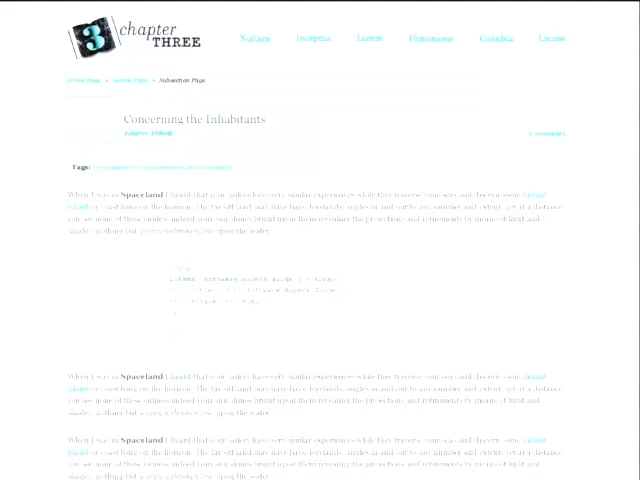 3 chapter
THREE
Nullam Inceptus Lorem Himenaeos Conubia Lacuss
Home Page » Section Page » Subsection Page
Concerning the Inhabitants
Edwin Abbott
2 comments
Tags:
When I was in Spaceland I heard that your sailors have very similar experiences while they traverse your seas and discern some distant
island or coast lying on the horizon. The far-off land may have bays, forelands, angles in and out to any number and extent; yet at a distance
you see none of these (unless indeed your sun shines bright upon them revealing the projections and retirements by means of light and
shade), nothing but a grey unbroken line upon the water.
When I was in Spaceland I heard that your sailors have very similar experiences while they traverse your seas and discern some distant
island or coast lying on the horizon. The far-off land may have bays, forelands, angles in and out to any number and extent; yet at a distance
you see none of these (unless indeed your sun shines bright upon them revealing the projections and retirements by means of light and
shade), nothing but a grey unbroken line upon the water.
When I was in Spaceland I heard that your sailors have very similar experiences while they traverse your seas and discern some distant
island or coast lying on the horizon. The far-off land may have bays, forelands, angles in and out to any number and extent; yet at a distance
you see none of these (unless indeed your sun shines bright upon them revealing the projections and retirements by means of light and
shade), nothing but a grey unbroken line upon the water.